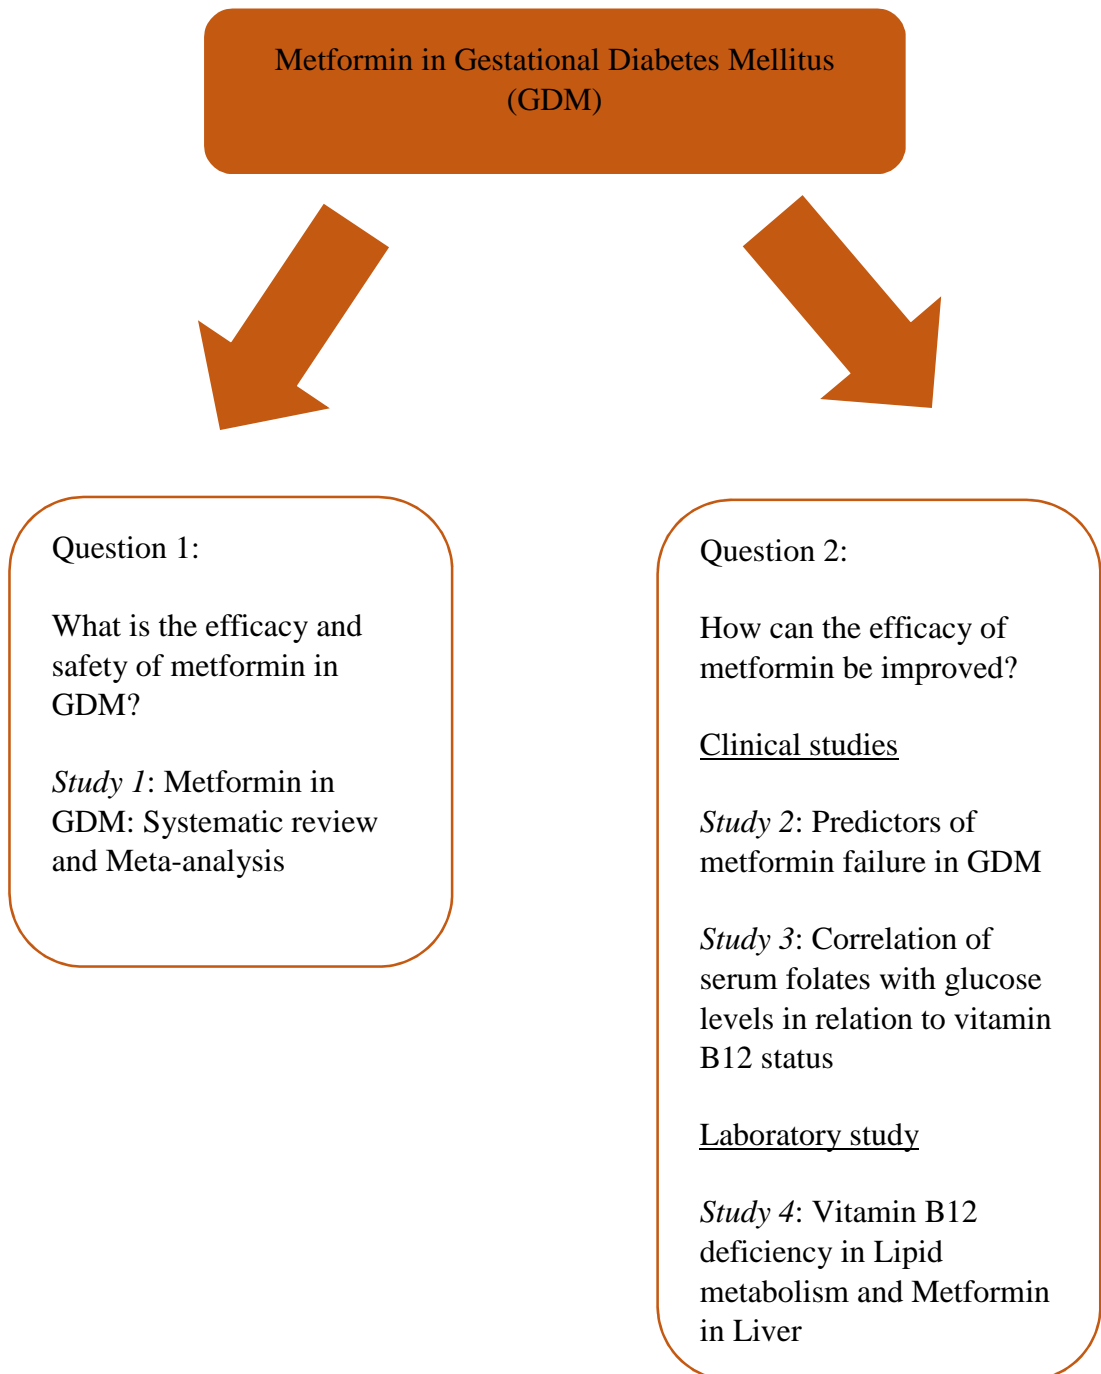 Metformin in Gestational Diabetes Mellitus
(GDM)
Question 1:
What is the efficacy and
safety of metformin in
GDM?
Study 1: Metformin in
GDM: Systematic review
and Meta-analysis
Question 2:
How can the efficacy of
metformin be improved?
Clinical studies
Study 2: Predictors of
metformin failure in GDM
Study 3: Correlation of
serum folates with glucose
levels in relation to vitamin
B12 status
Laboratory study
Study 4: Vitamin B12
deficiency in Lipid
metabolism and Metformin
in Liver